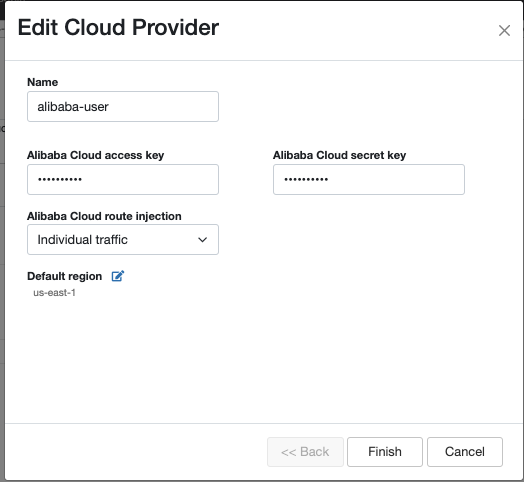 Edit Cloud Provider
Name
alibaba-user
Alibaba Cloud access key
Alibaba Cloud secret key
••••••••••
••••••••••
Alibaba Cloud route injection
Individual traffic
Default region
us-east-1
<< Back
Finish
Cancel